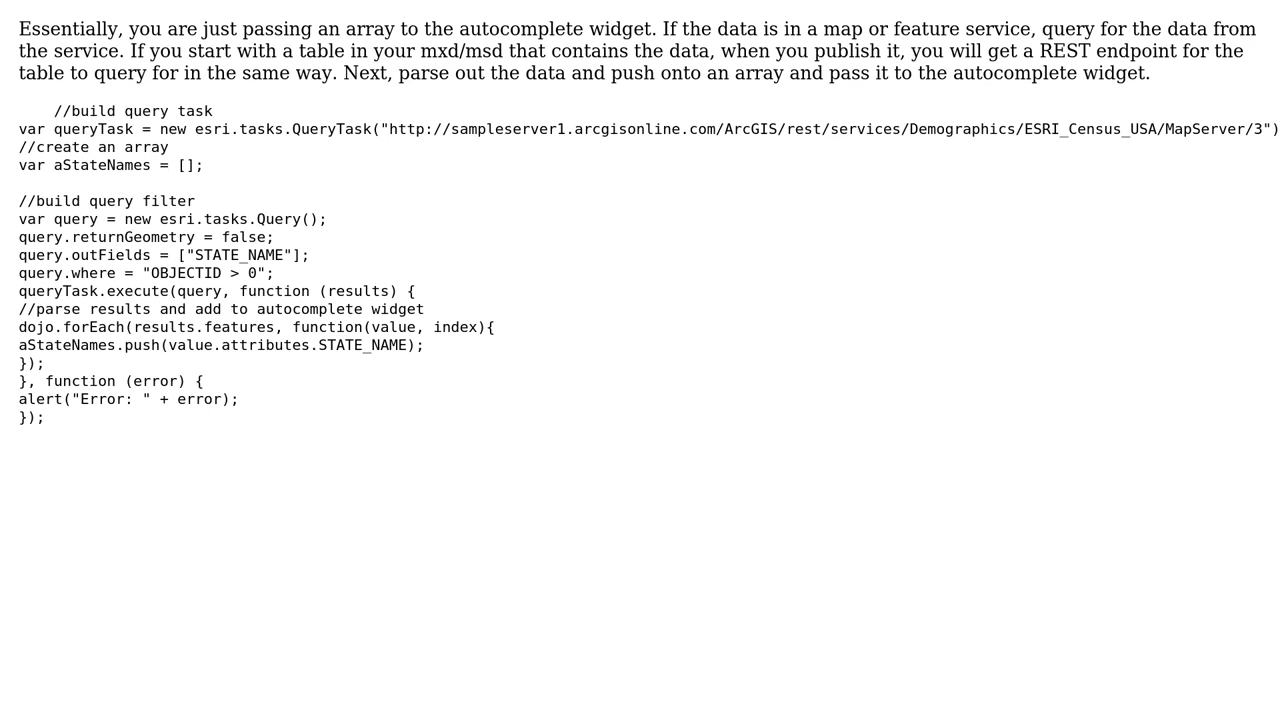 Essentially, you are just passing an array to the autocomplete widget. If the data is in a map or feature service, query for the data from
the service. If you start with a table in your mxd/msd that contains the data, when you publish it, you will get a REST endpoint for the
table to query for in the same way. Next, parse out the data and push onto an array and pass it to the autocomplete widget.
//build query task
var queryTask = new esri.tasks.QueryTask("http://sampleserver1.arcgisonline.com/ArcGIS/rest/services/Demographics/ESRI_Census_USA/MapServer/3")
//create an array
var aStateNames = [];
//build query filter
var query = new esri.tasks.Query();
query.returnGeometry = false;
query.outFields = ["STATE_NAME"];
query.where = "OBJECTID > 0";
queryTask.execute(query, function (results) {
//parse results and add to autocomplete widget
dojo.forEach(results.features, function(value, index){
aStateNames.push(value.attributes.STATE_NAME);
});
}, function (error) {
alert("Error: " + error);
});